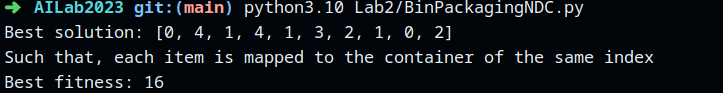 ➜ AILab2023 git:(main) python3.10 Lab2/BinPackagingNDC.py
Best solution: [0, 4, 1, 4, 1, 3, 2, 1, 0, 2]
Such that, each item is mapped to the container of the same index
Best fitness: 16